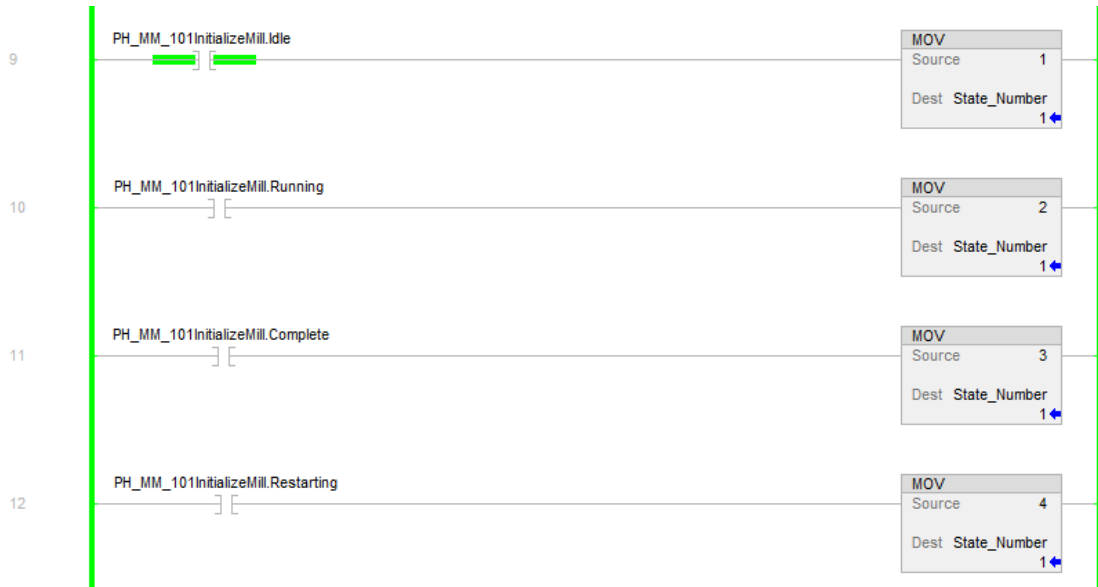 PH_MM_101InitializeMill.Idle
MOV
9
Source 1
Dest State_Number
1
PH_MM_101InitializeMill.Running
MOV
10
Source 2
Dest State_Number
1
PH_MM_101InitializeMill.Complete
MOV
11
Source 3
Dest State_Number
1
PH_MM_101InitializeMill.Restarting
MOV
12
Source 4
Dest State_Number
1